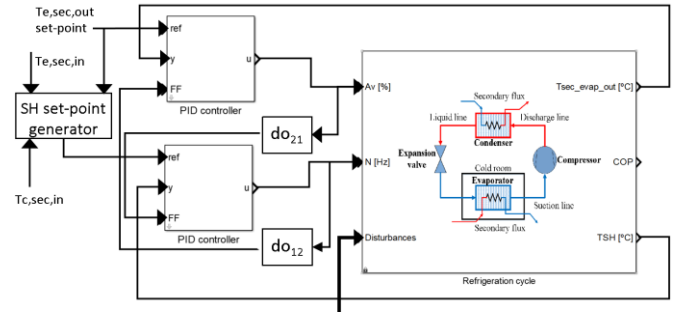 Te,sec,out
set-point
Te,sec,in
SH set-point
generator
Tc,sec,in
ref
y
FF
u
PID controller
do21
ref
y
FF
u
PID controller
do12
Av [%]
N [Hz]
Disturbances
Tsec_evap_out [ºC]
COP
TSH [ºC]
Secondary flux
Liquid line
Discharge line
Condenser
Expansion
valve
Compressor
Cold room
Evaporator
Suction line
Secondary flux
Refrigeration cycle